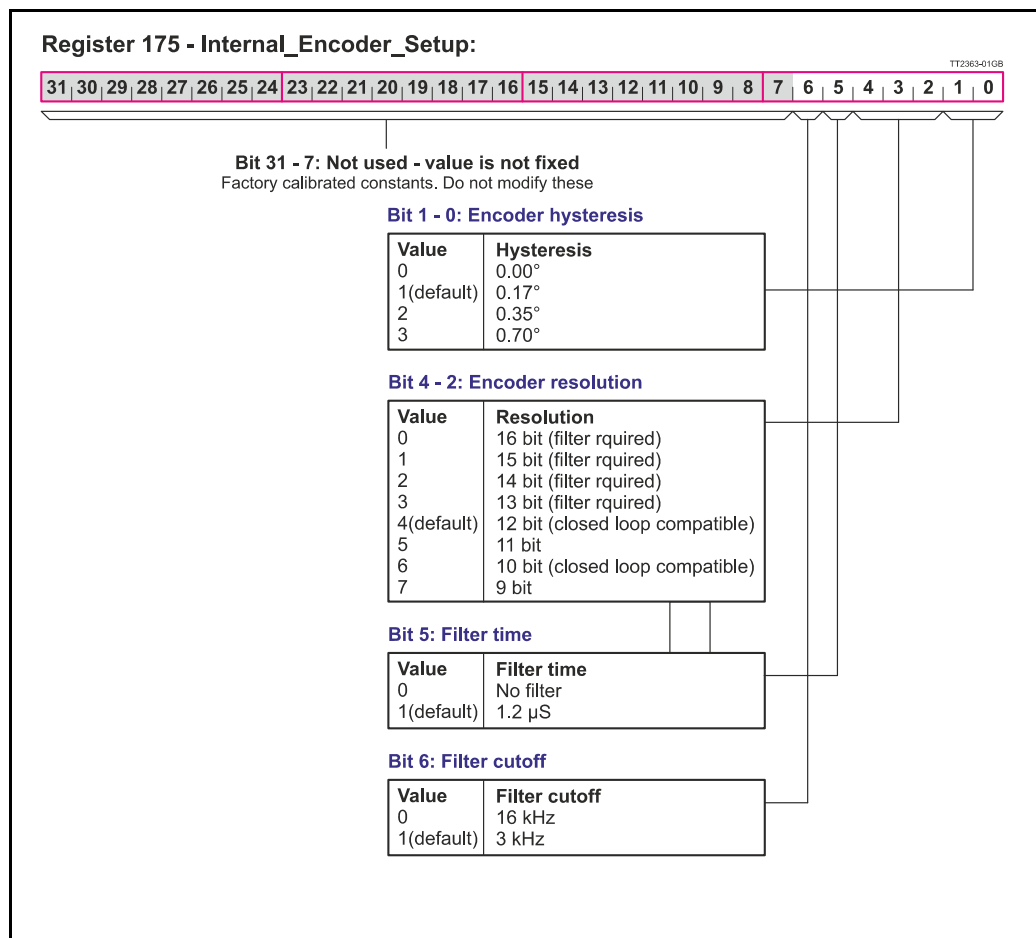 Register 175 - Internal_Encoder_Setup:
TT2363-01GB
31 30 29 28 27 26 25 24 23 22 21 20 19 18 17 16 15 14 13 12 11 10 9 8 7 6 5 4 3 2 1 0
Bit 31 - 7: Not used - value is not fixed
Factory calibrated constants. Do not modify these
Bit 1 - 0: Encoder hysteresis
Value Hysteresis
0 0.00°
1(default) 0.17°
2 0.35°
3 0.70°
Bit 4 - 2: Encoder resolution
Value Resolution
0 16 bit (filter rquired)
1 15 bit (filter rquired)
2 14 bit (filter rquired)
3 13 bit (filter rquired)
4(default) 12 bit (closed loop compatible)
5 11 bit
6 10 bit (closed loop compatible)
7 9 bit
Bit 5: Filter time
Value Filter time
0 No filter
1(default) 1.2 µS
Bit 6: Filter cutoff
Value Filter cutoff
0 16 kHz
1(default) 3 kHz